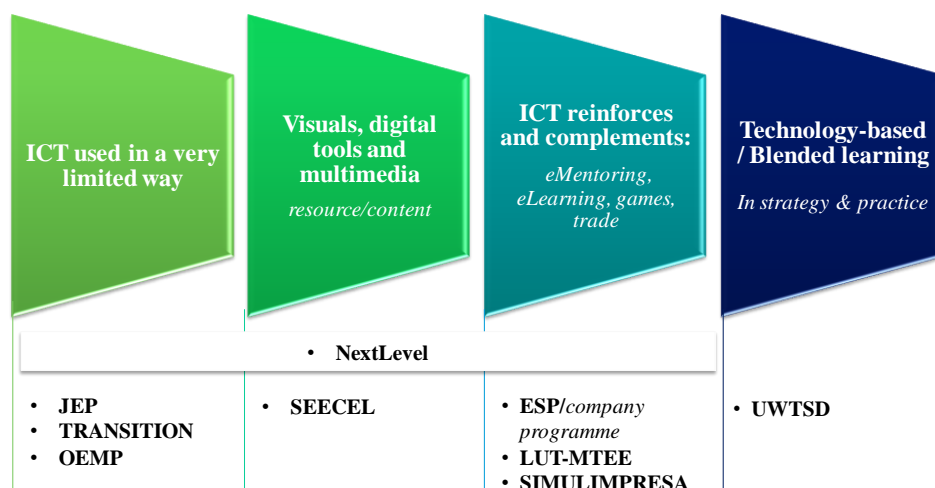 ICT used in a very
limited way
Visuals, digital
tools and
multimedia
resource/content
ICT reinforces
and complements:
eMentoring,
eLearning, games,
trade
Technology-based
/ Blended learning
In strategy & practice
• NextLevel
• JEP
• TRANSITION
• OEMP
• SEECEL
• ESP/company
programme
• LUT-MTEE
• SIMULIMPRESA
• UWTSD